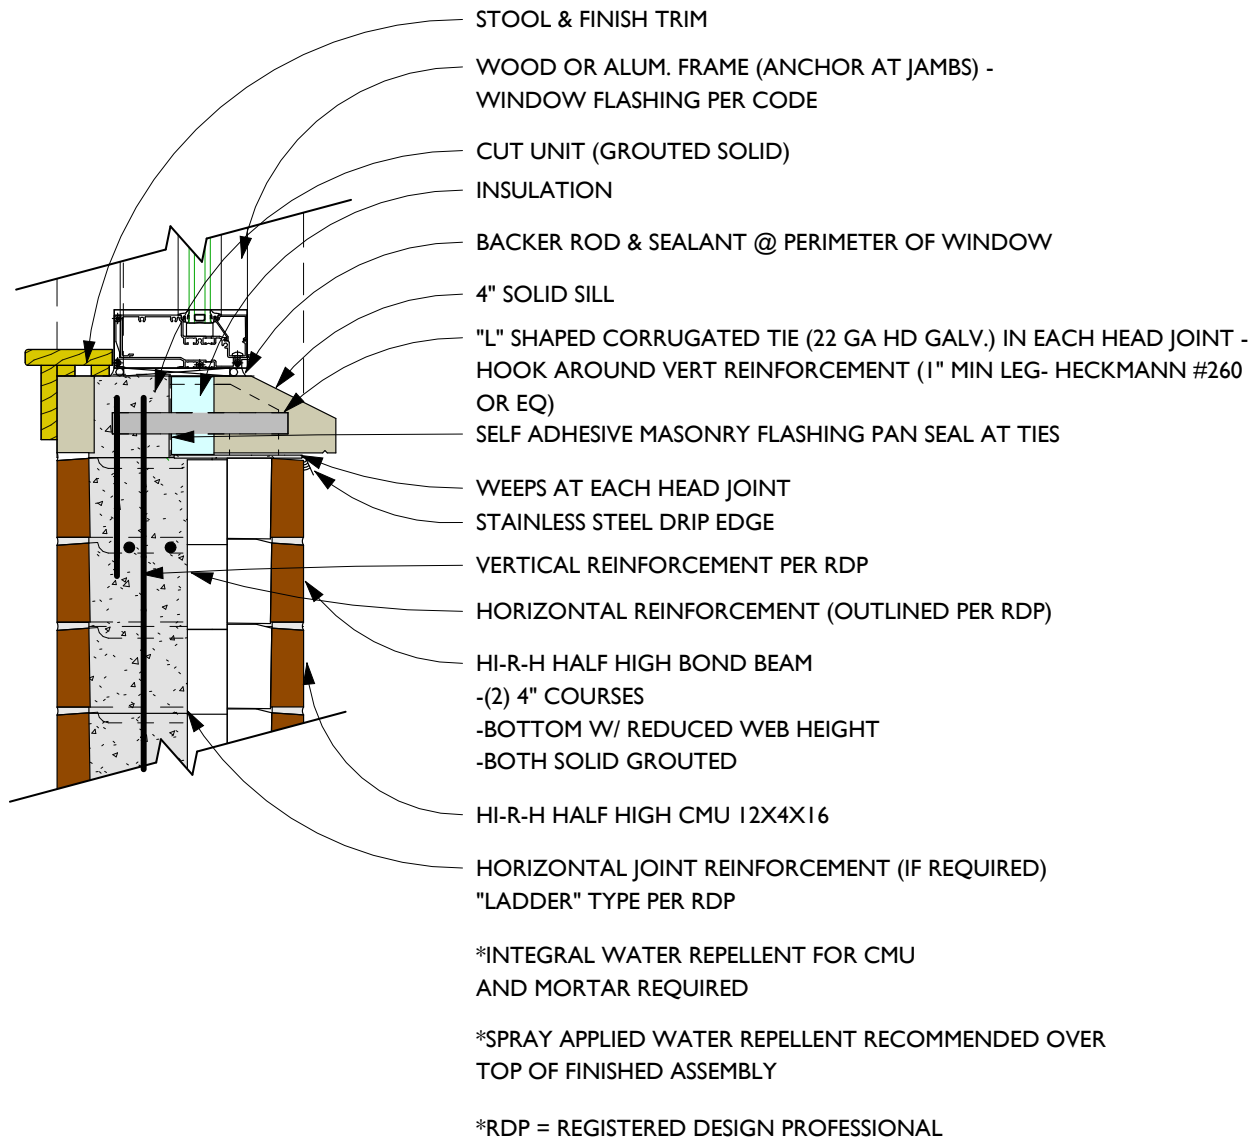 STOOL & FINISH TRIM
WOOD OR ALUM. FRAME (ANCHOR AT JAMBS) -
WINDOW FLASHING PER CODE
CUT UNIT (GROUTED SOLID)
INSULATION
BACKER ROD & SEALANT @ PERIMETER OF WINDOW
4" SOLID SILL
"L" SHAPED CORRUGATED TIE (22 GA HD GALV.) IN EACH HEAD JOINT -
HOOK AROUND VERT REINFORCEMENT (1" MIN LEG- HECKMANN #260
OR EQ)
SELF ADHESIVE MASONRY FLASHING PAN SEAL AT TIES
WEEPS AT EACH HEAD JOINT
STAINLESS STEEL DRIP EDGE
VERTICAL REINFORCEMENT PER RDP
HORIZONTAL REINFORCEMENT (OUTLINED PER RDP)
HI-R-H HALF HIGH BOND BEAM
-(2) 4" COURSES
-BOTTOM W/ REDUCED WEB HEIGHT
-BOTH SOLID GROUTED
HI-R-H HALF HIGH CMU 12X4X16
HORIZONTAL JOINT REINFORCEMENT (IF REQUIRED)
"LADDER" TYPE PER RDP
*INTEGRAL WATER REPELLENT FOR CMU
AND MORTAR REQUIRED
*SPRAY APPLIED WATER REPELLENT RECOMMENDED OVER
TOP OF FINISHED ASSEMBLY
*RDP = REGISTERED DESIGN PROFESSIONAL